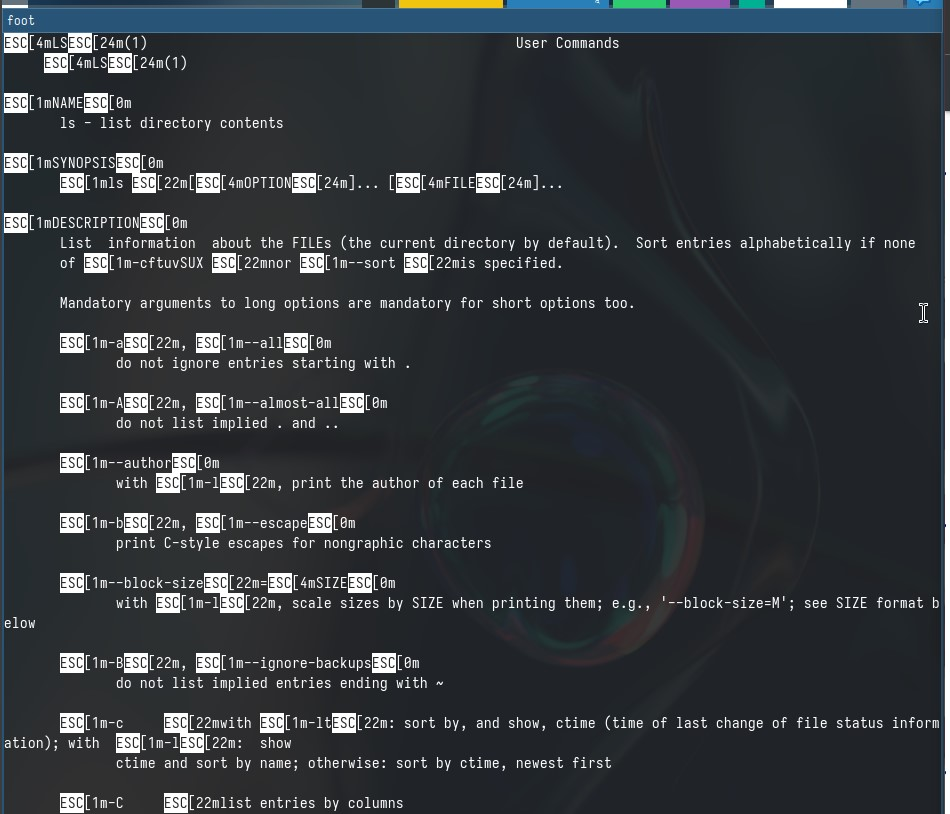 foot
ESC[4mLSESC[24m(1)                                              User Commands
     ESC[4mLSESC[24m(1)
ESC[1mNAMEESC[0m
       ls - list directory contents
ESC[1mSYNOPSISESC[0m
       ESC[1mls ESC[22m[ESC[4mOPTIONESC[24m]... [ESC[4mFILEESC[24m]...
ESC[1mDESCRIPTIONESC[0m
       List  information  about the FILEs (the current directory by default).  Sort entries alphabetically if none
       of ESC[1m-cftuvSUX ESC[22mnor ESC[1m--sort ESC[22mis specified.
       Mandatory arguments to long options are mandatory for short options too.
       ESC[1m-aESC[22m, ESC[1m--allESC[0m
              do not ignore entries starting with .
       ESC[1m-AESC[22m, ESC[1m--almost-allESC[0m
              do not list implied . and ..
       ESC[1m--authorESC[0m
              with ESC[1m-lESC[22m, print the author of each file
       ESC[1m-bESC[22m, ESC[1m--escapeESC[0m
              print C-style escapes for nongraphic characters
       ESC[1m--block-sizeESC[22m=ESC[4mSIZEESC[0m
              with ESC[1m-lESC[22m, scale sizes by SIZE when printing them; e.g., '--block-size=M'; see SIZE format b
elow
       ESC[1m-BESC[22m, ESC[1m--ignore-backupsESC[0m
              do not list implied entries ending with ~
       ESC[1m-c     ESC[22mwith ESC[1m-ltESC[22m: sort by, and show, ctime (time of last change of file status inform
ation); with  ESC[1m-lESC[22m:  show
              ctime and sort by name; otherwise: sort by ctime, newest first
       ESC[1m-C     ESC[22mlist entries by columns